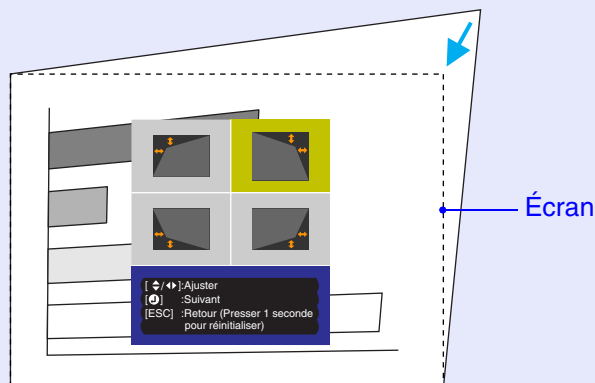 Écran
[ /]:Ajuster
[] :Suivant
[ESC] :Retour (Presser 1 seconde
pour réinitialiser)